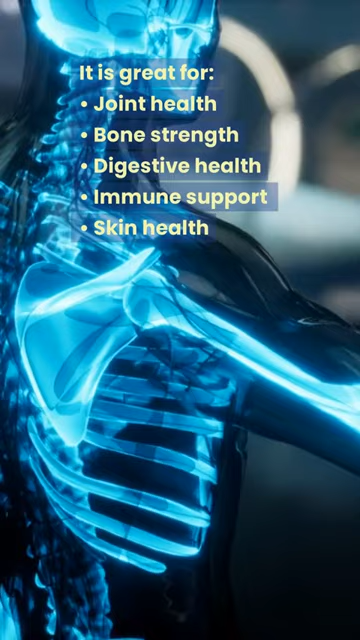 It is great for:
• Joint health
• Bone strength
• Digestive health
• Immune support
• Skin health